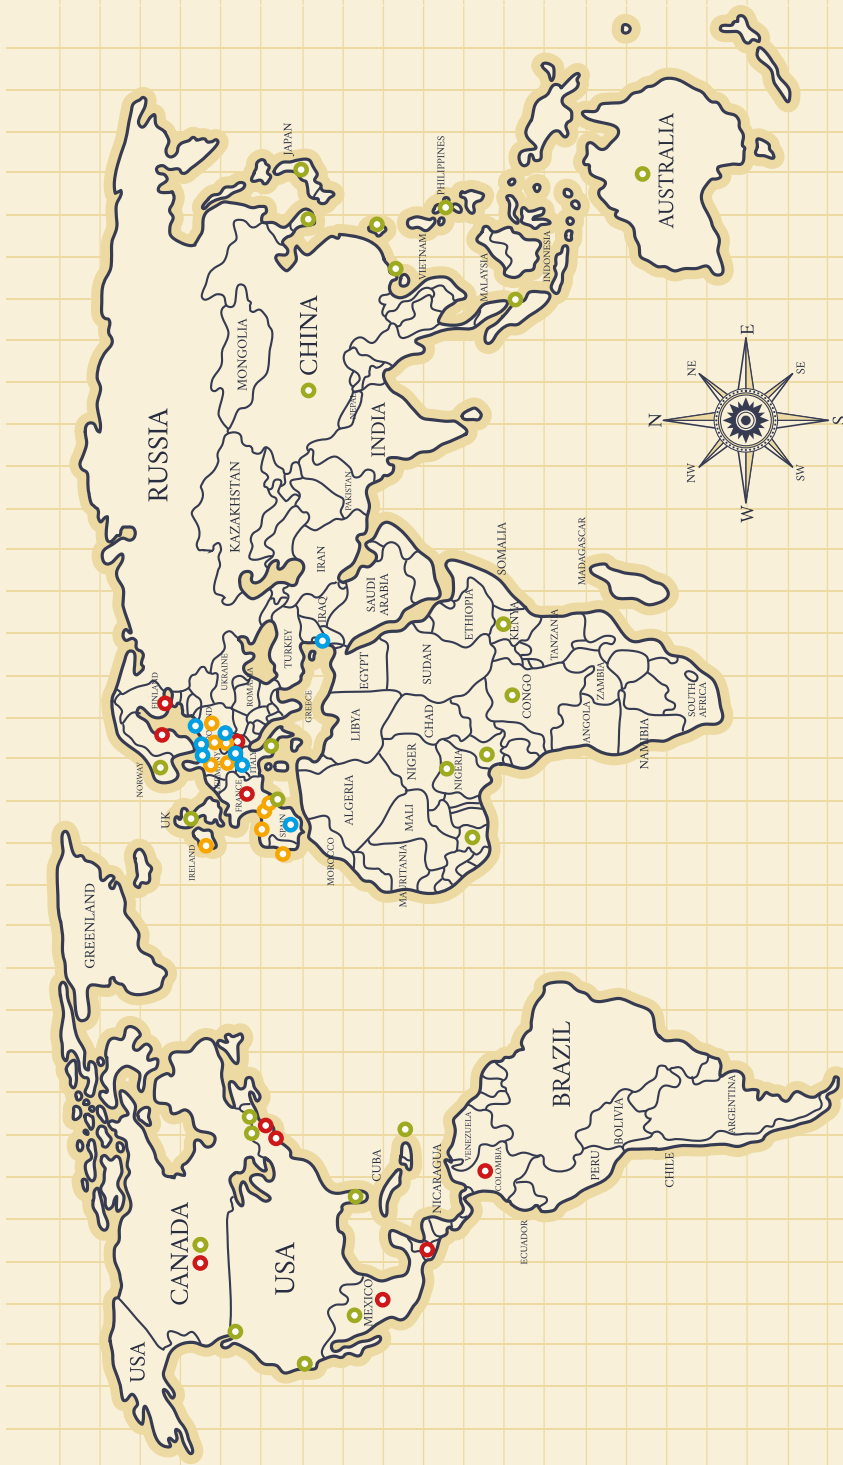 GREENLAND
USA
CANADA
USA
MEXICO
CUBA
NICARAGUA
VENEZUELA
COLOMBIA
ECUADOR
PERU
BRAZIL
BOLIVIA
CHILE
ARGENTINA
IRELAND
UK
NORWAY
FINLAND
FRANCE
SPAIN
ITALY
UKRAINE
ROMANIA
GREECE
TURKEY
RUSSIA
KAZAKHSTAN
MONGOLIA
CHINA
JAPAN
IRAQ
IRAN
SAUDI
ARABIA
PAKISTAN
NEPAL
INDIA
VIETNAM
PHILIPPINES
MALAYSIA
INDONESIA
AUSTRALIA
MOROCCO
ALGERIA
LIBYA
EGYPT
MAURITANIA
MALI
NIGER
CHAD
SUDAN
NIGERIA
ETHIOPIA
SOMALIA
KENYA
CONGO
TANZANIA
ANGOLA
ZAMBIA
NAMIBIA
SOUTH
AFRICA
MADAGASCAR
N
NW
NE
W
E
SW
SE
S